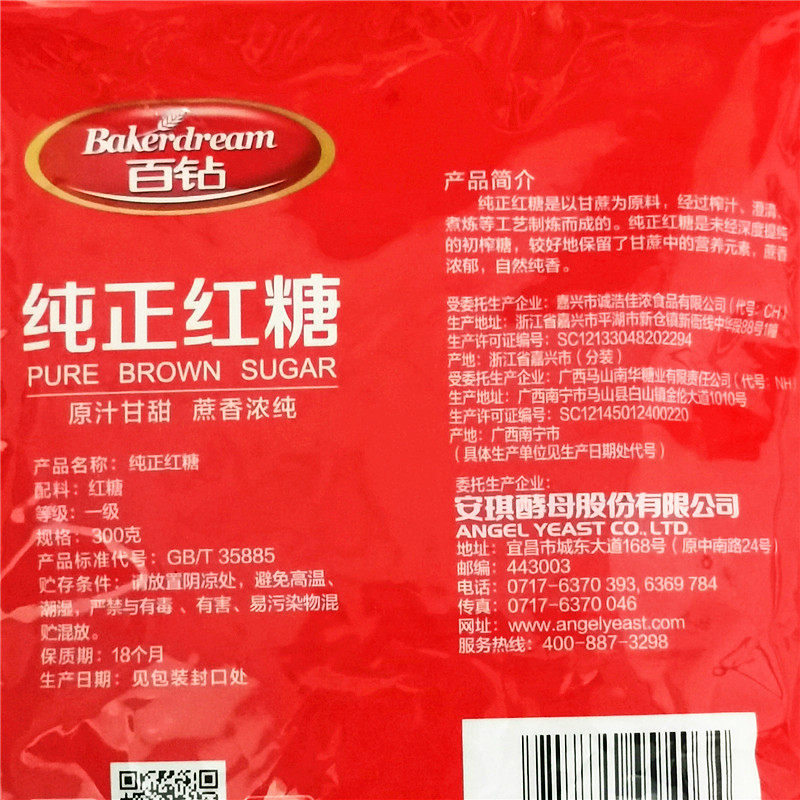 Bakerdream
百钻
纯正红糖
PURE BROWN SUGAR
原汁甘甜 蔗香浓纯
产品名称：纯正红糖
配料：红糖
等级：一级
规格：300克
产品标准代号：GB/T 35885
贮存条件：请放置阴凉处，避免高温、
潮湿，严禁与有毒、有害、易污染物混
贮混放。
保质期：18个月
生产日期：见包装封口处
产品简介
纯正红糖是以甘蔗为原料，经过榨汁、澄清、
煮炼等工艺制炼而成的。纯正红糖是未经深度提纯
的初榨糖，较好地保留了甘蔗中的营养元素，蔗香
浓郁，自然纯香。
受委托生产企业：嘉兴市诚浩佳浓食品有限公司（代号：CH）
生产地址：浙江省嘉兴市平湖市新仓镇新衙线中华段88号1幢
生产许可证编号：SC12133048202294
产地：浙江省嘉兴市（分装）
受委托生产企业：广西马山南华糖业有限责任公司（代号：NH）
生产地址：广西南宁市马山县白山镇金伦大道1010号
生产许可证编号：SC12145012400220
产地：广西南宁市
（具体生产单位见生产日期处代号）
委托生产企业：
安琪酵母股份有限公司
ANGEL YEAST CO., LTD.
地址：宜昌市城东大道168号（原中南路24号）
邮编：443003
电话：0717-6370 393, 6369 784
传真：0717-6370 046
网址：www.angelyeast.com
服务热线：400-887-3298